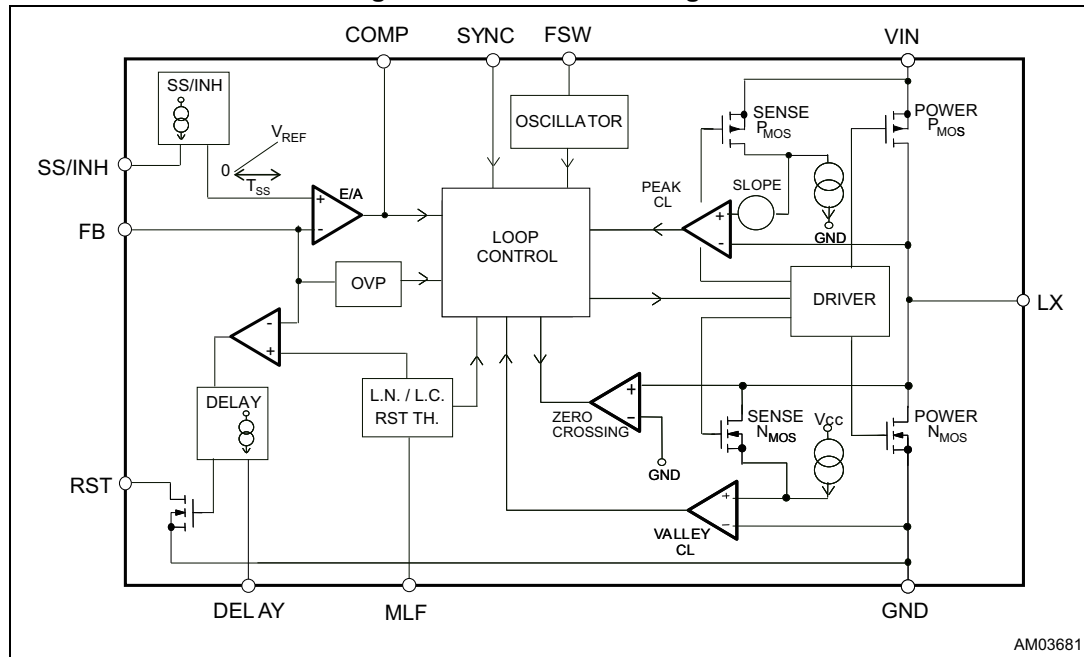 COMP
SYNC
FSW
VIN
SS/INH
V_REF
0
T_SS
SS/INH
FB
+
-
E/A
OSCILLATOR
SENSE
P_MOS
POWER
P_MOS
PEAK
CL
SLOPE
+
-
GND
LOOP
CONTROL
OVP
DRIVER
LX
-
+
DELAY
L.N. / L.C.
RST TH.
ZERO
CROSSING
+
-
GND
SENSE
N_MOS
Vcc
POWER
N_MOS
RST
+
-
VALLEY
CL
DELAY
MLF
GND
AM03681